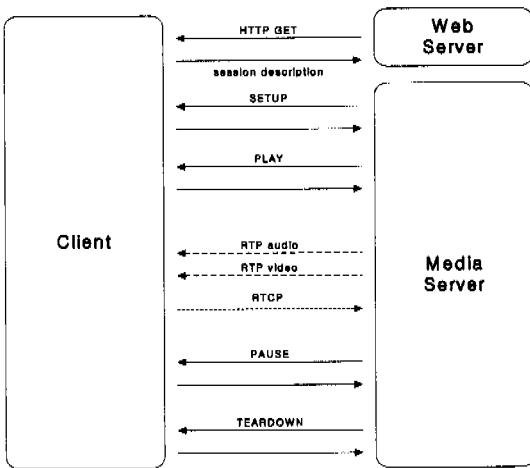 HTTP GET
Web
Server
session description
SETUP
PLAY
Client
RTP audio
RTP video
Media
Server
RTCP
PAUSE
TEARDOWN